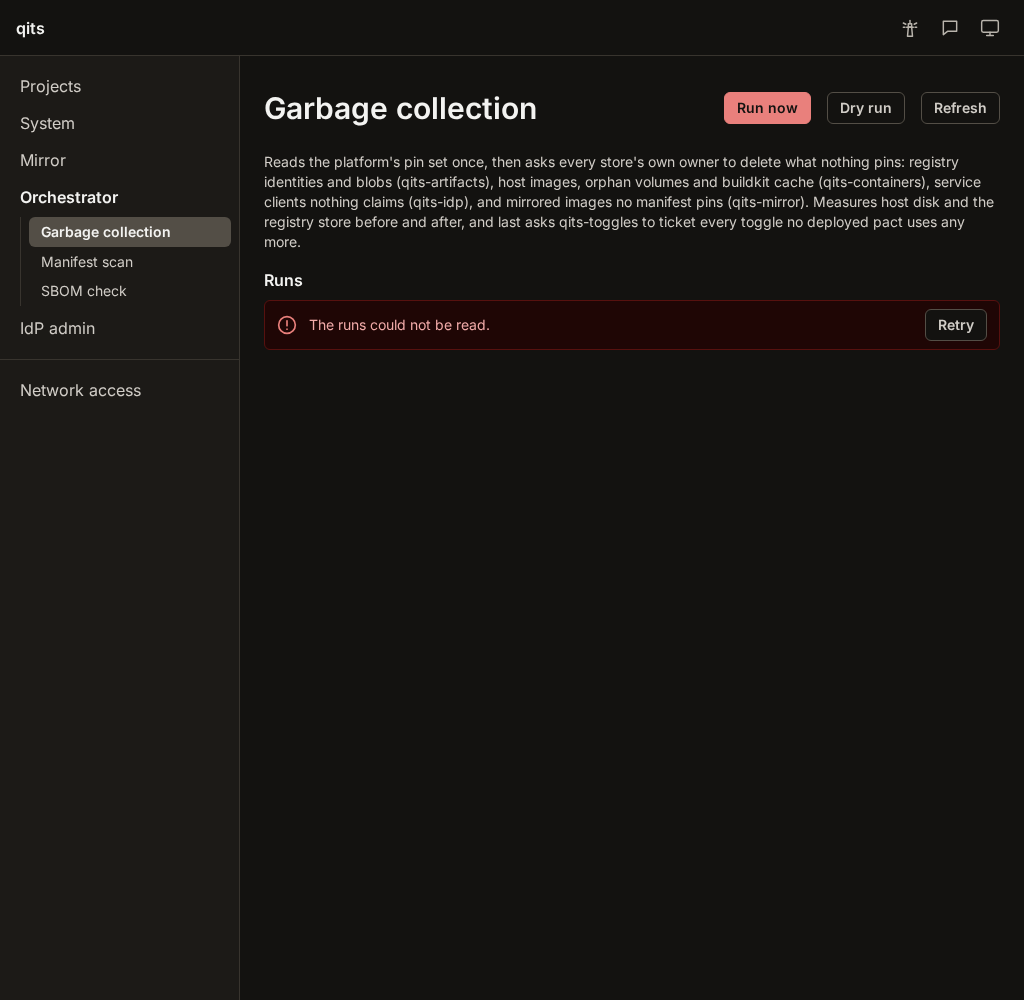 qits
Projects
System
Mirror
Orchestrator
Garbage collection
Manifest scan
SBOM check
IdP admin
Network access
Garbage collection
Run now
Dry run
Refresh
Reads the platform's pin set once, then asks every store's own owner to delete what nothing pins: registry
identities and blobs (qits-artifacts), host images, orphan volumes and buildkit cache (qits-containers), service
clients nothing claims (qits-idp), and mirrored images no manifest pins (qits-mirror). Measures host disk and the
registry store before and after, and last asks qits-toggles to ticket every toggle no deployed pact uses any
more.
Runs
The runs could not be read.
Retry